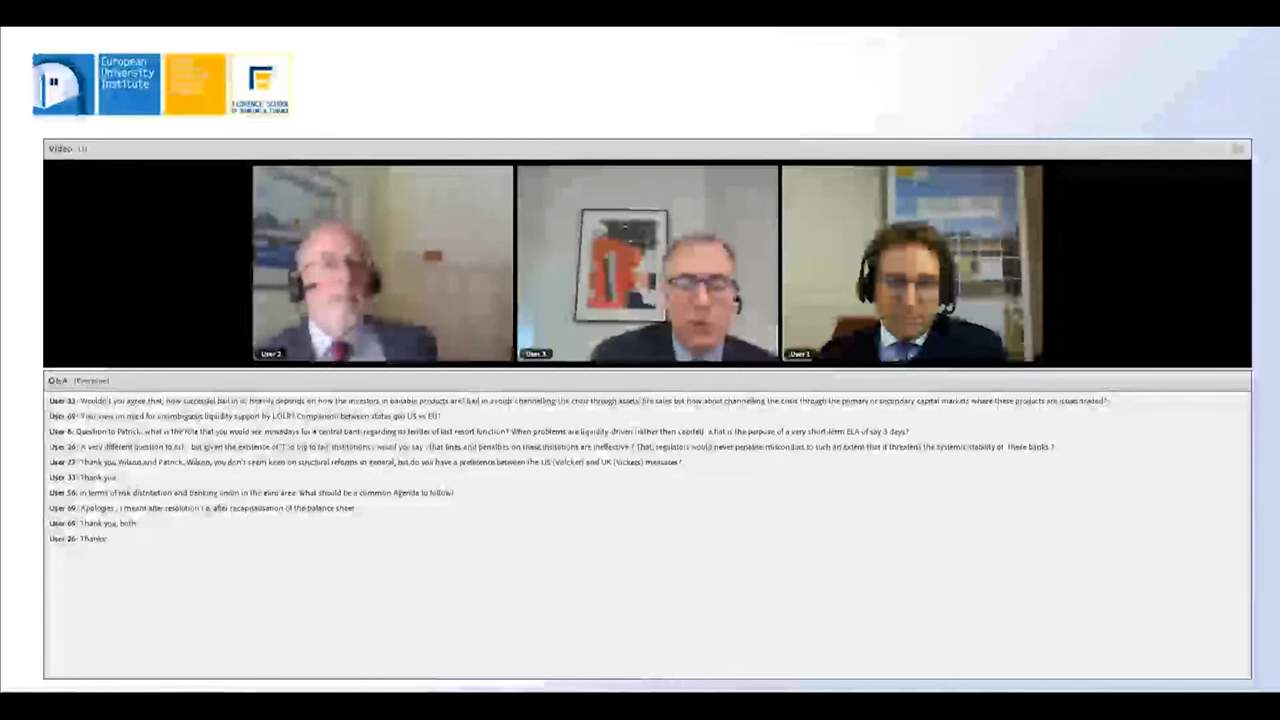 European
University
Institute
FLORENCE SCHOOL
OF BANKING & FINANCE
Video (3)
User 2
User 3
User 1
Q&A (Everyone)
User 33: Wouldn't you agree that, how successful bail in is, heavily depends on how the investors in bailable products are? Bail in avoids channelling the crisis through assets' fire sales but how about channelling the crisis through the primary or secondary capital markets where these products are issues traded?
User 69: Your view on need for unambiguous liquidity support by LOLR? Comparison between status quo US vs EU?
User 8: Question to Patrick, what is the role that you would see nowadays for a central bank regarding its lender of last resort function? When problems are liquidity-driven (rather then capital), what is the purpose of a very short-term ELA of say 3 days?
User 26: A very different question to all - but given the existence of 'Too big to fail' institutions would you say that fines and penalties on these insitutions are ineffective? That, regulators would never penalise misconduct to such an extent that it threatens the systemic stability of these banks?
User 23: Thank you Wilson and Patrick. Wilson, you don't seem keen on structural reforms in general, but do you have a preference between the US (Volcker) and UK (Vickers) measures?
User 33: Thank you
User 56: in terms of risk distribution and banking union in the euro area what should be a common Agenda to follow?
User 69: Apologies, I meant after resolution i.e. after recapitalisation of the balance sheet
User 69: Thank you, both
User 26: Thanks